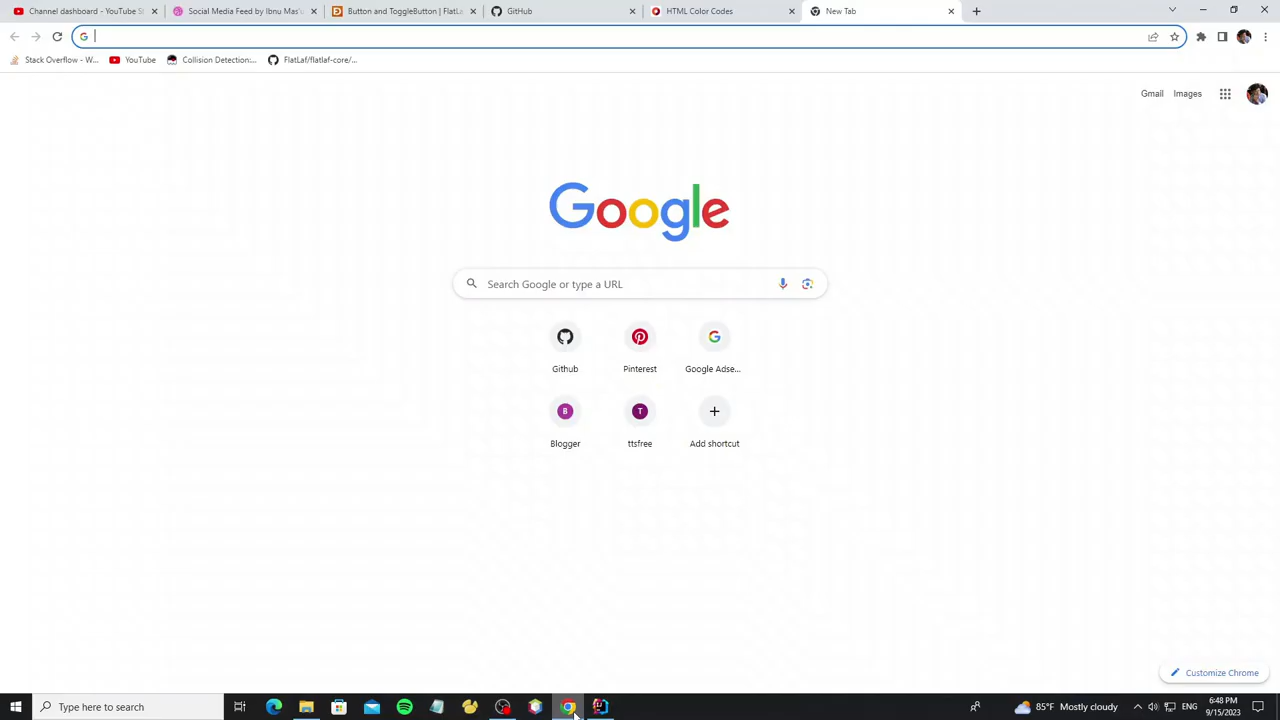 Channel dashboard - YouTube St
Social Media Feed by Ibnu Mas'u
Button and ToggleButton | FlatLa
GitHub
HTML Color Codes
New Tab
Stack Overflow - W...
YouTube
Collision Detection:...
FlatLaf/flatlaf-core/...
Gmail
Images
Google
Search Google or type a URL
Github
Pinterest
Google Adse...
B
T
Blogger
ttsfree
Add shortcut
Customize Chrome
Type here to search
85°F Mostly cloudy
ENG
6:48 PM
9/15/2023